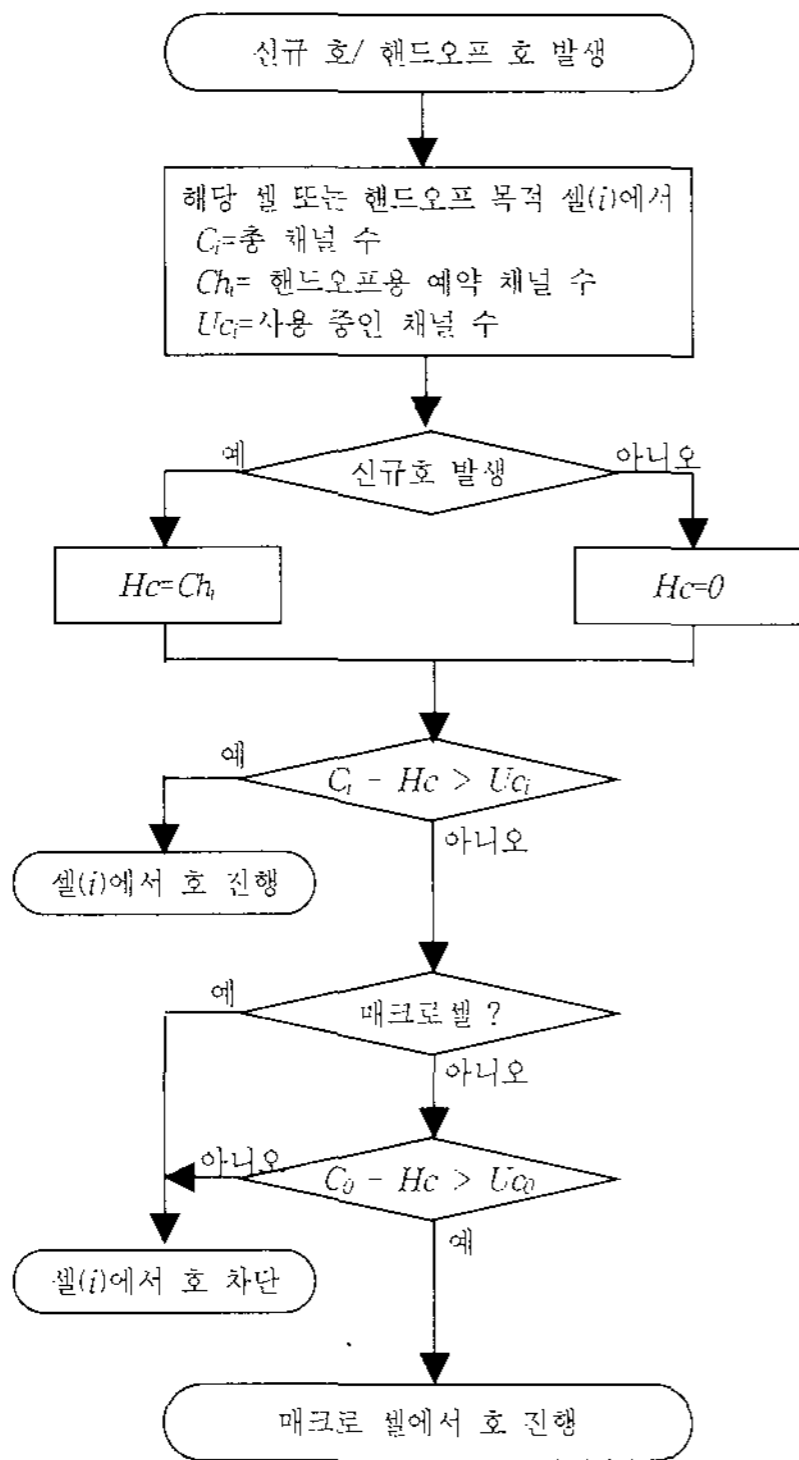 신규 호/ 핸드오프 호 발생
해당 셀 또는 핸드오프 목적 셀(i)에서
Ci=총 채널 수
Chi= 핸드오프용 예약 채널 수
Uci=사용 중인 채널 수
예
신규호 발생
아니오
Hc=Chi
Hc=0
예
Ci - Hc > Uci
아니오
셀(i)에서 호 진행
예
매크로셀 ?
아니오
아니오
C0 - Hc > Uc0
예
셀(i)에서 호 차단
매크로 셀에서 호 진행